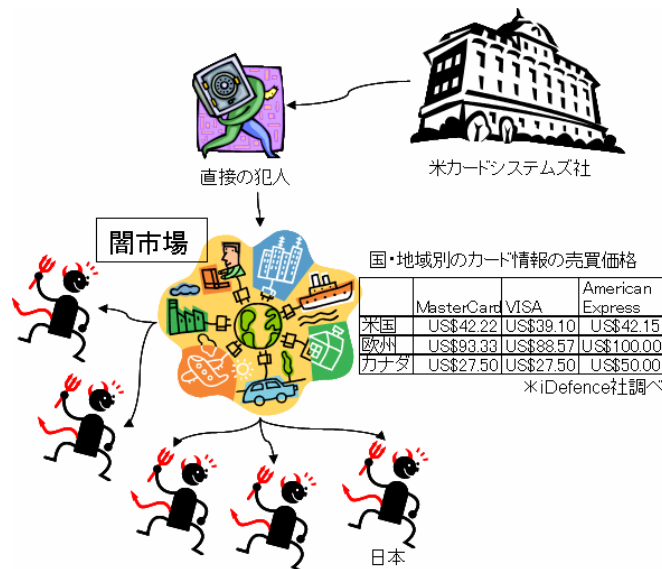 米カードシステムズ社
直接の犯人
闇市場
国・地域別のカード情報の売買価格
MasterCard VISA American Express
米国 US$42.22 US$39.10 US$42.15
欧州 US$93.33 US$88.57 US$100.00
カナダ US$27.50 US$27.50 US$50.00
＊iDefence社調べ
日本